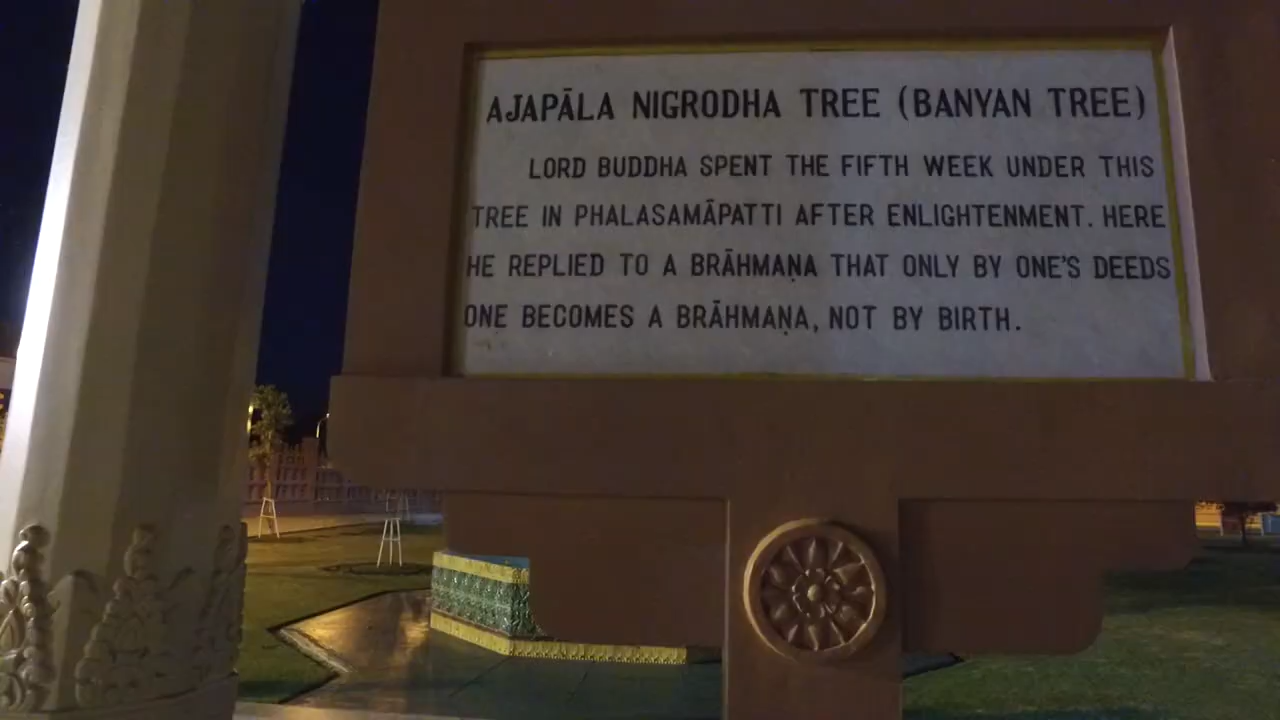 AJAPĀLA NIGRODHA TREE (BANYAN TREE)
LORD BUDDHA SPENT THE FIFTH WEEK UNDER THIS
TREE IN PHALASAMĀPATTI AFTER ENLIGHTENMENT. HERE
HE REPLIED TO A BRĀHMAṆA THAT ONLY BY ONE'S DEEDS
ONE BECOMES A BRĀHMAṆA, NOT BY BIRTH.